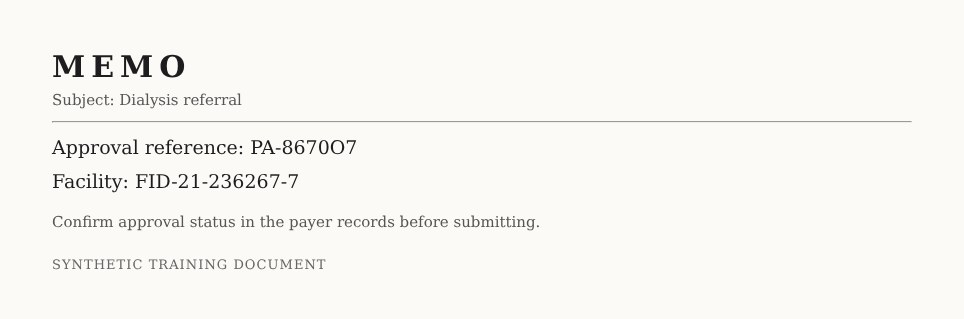 MEMO
Subject: Dialysis referral
Approval reference: PA-8670O7
Facility: FID-21-236267-7
Confirm approval status in the payer records before submitting.
SYNTHETIC TRAINING DOCUMENT